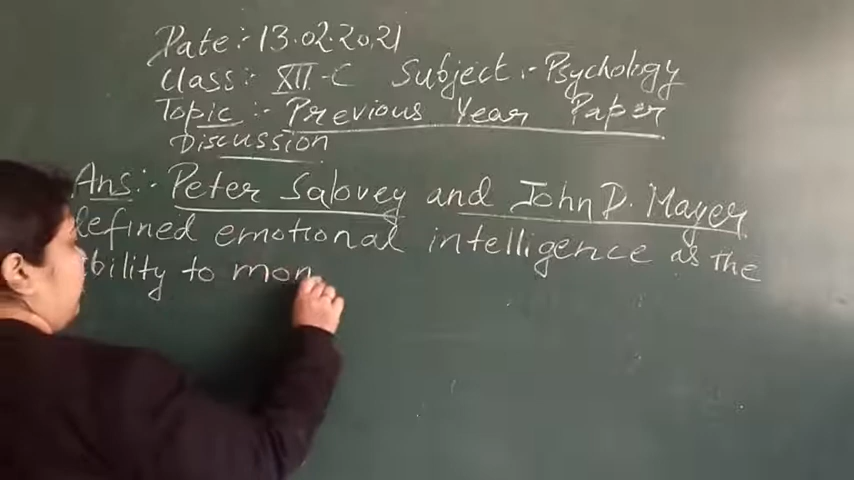 Date:- 13.02.2021
Class:- XII-C Subject:- Psychology
Topic:- Previous Year Paper
Discussion
Ans:- Peter Salovey and John D. Mayer
defined emotional intelligence as the
ability to mon